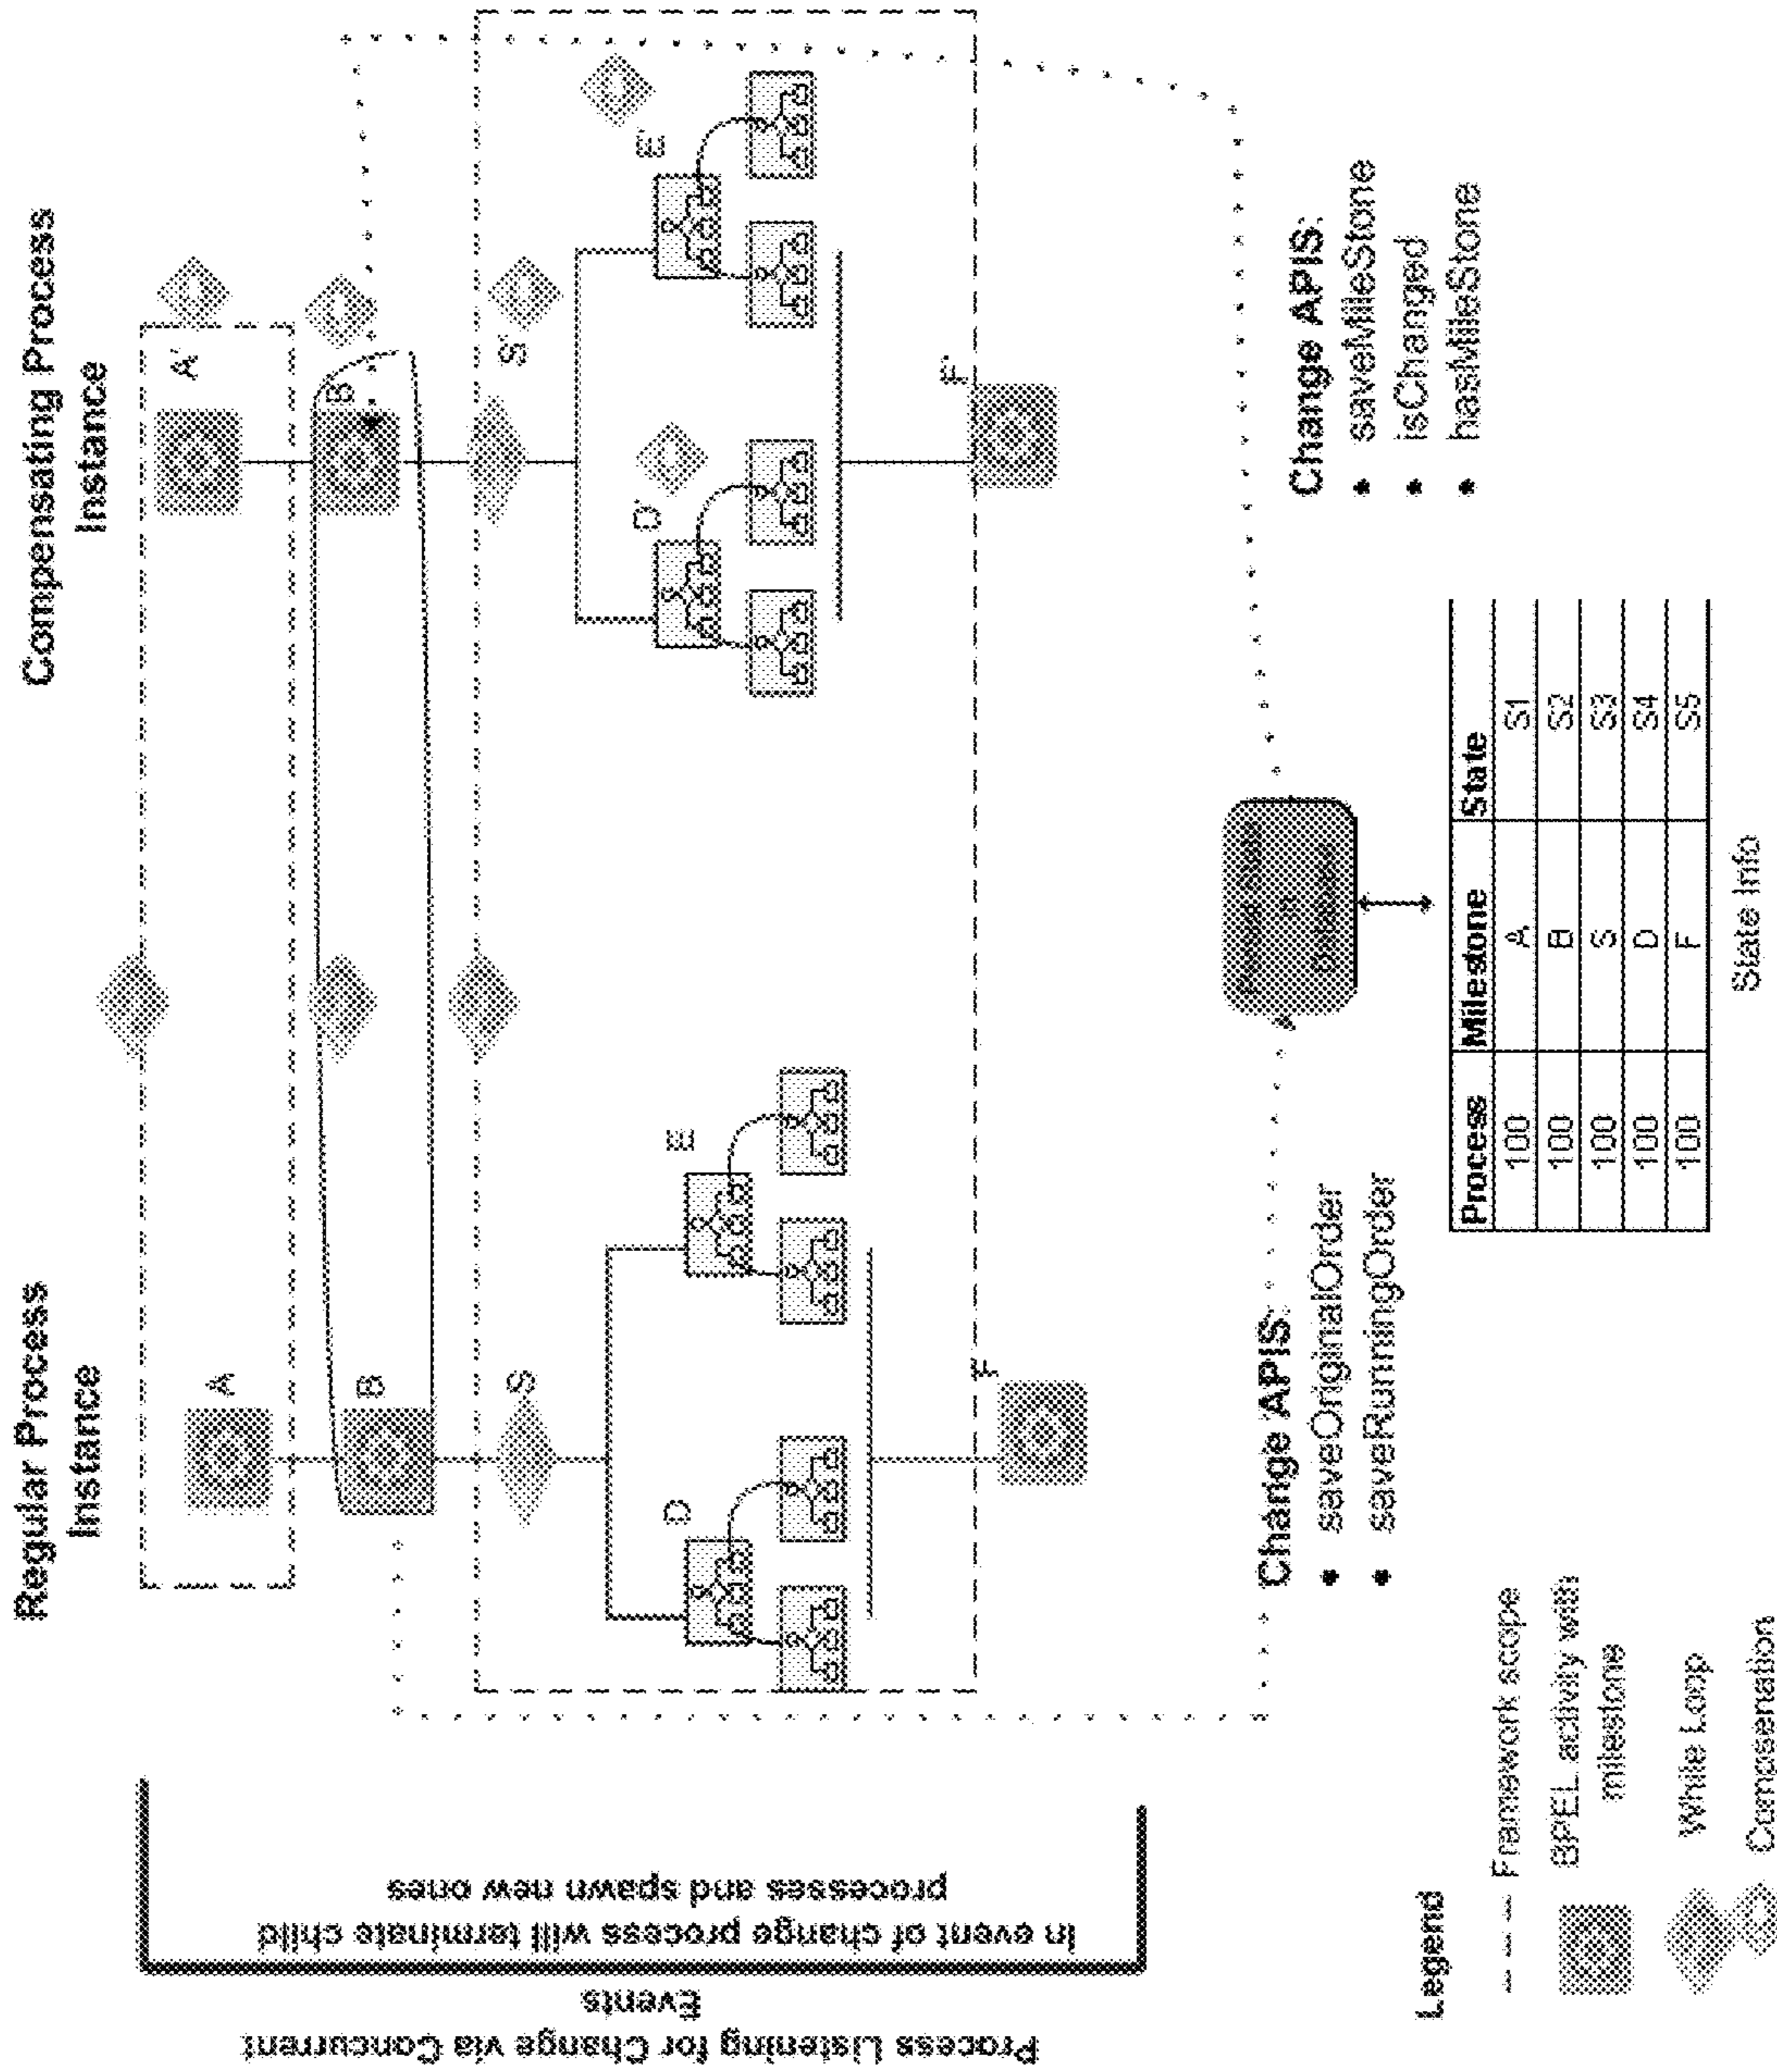 Regular Process
Instance
Compensating Process
Instance
A
A'
B
B
S
S'
D
E
D'
E'
F
F'
Process Listening for Change via Concurrent
Events
In event of change process will terminate child
processes and spawn new ones
Change APIS:
• saveOriginalOrder
• saveRunningOrder
Change APIS:
• saveMileStone
• isChanged
• hasMileStone
Process Milestone State
100 A S1
100 B S2
100 S S3
100 D S4
100 F S5
State Info
Legend
Framework scope
BPEL activity with
milestone
While Loop
Compsenation